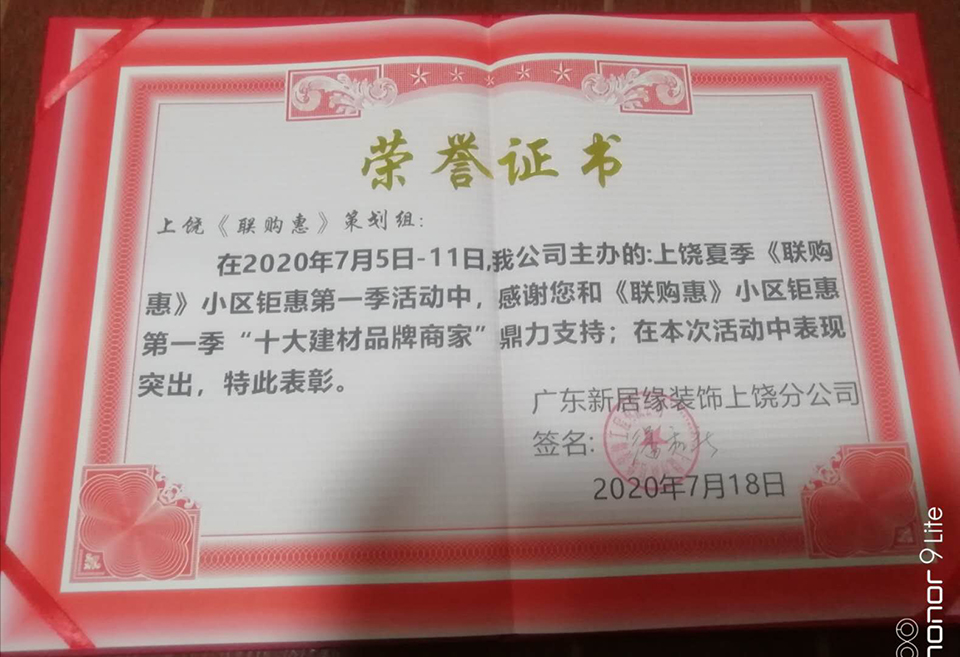 荣誉证书
上饶《联购惠》策划组:
在2020年7月5日-11日,我公司主办的:上饶夏季《联购
惠》小区钜惠第一季活动中，感谢您和《联购惠》小区钜惠
第一季“十大建材品牌商家”鼎力支持；在本次活动中表现
突出，特此表彰。
广东新居缘装饰上饶分公司
签名:
2020年7月18日
honor 9 Lite